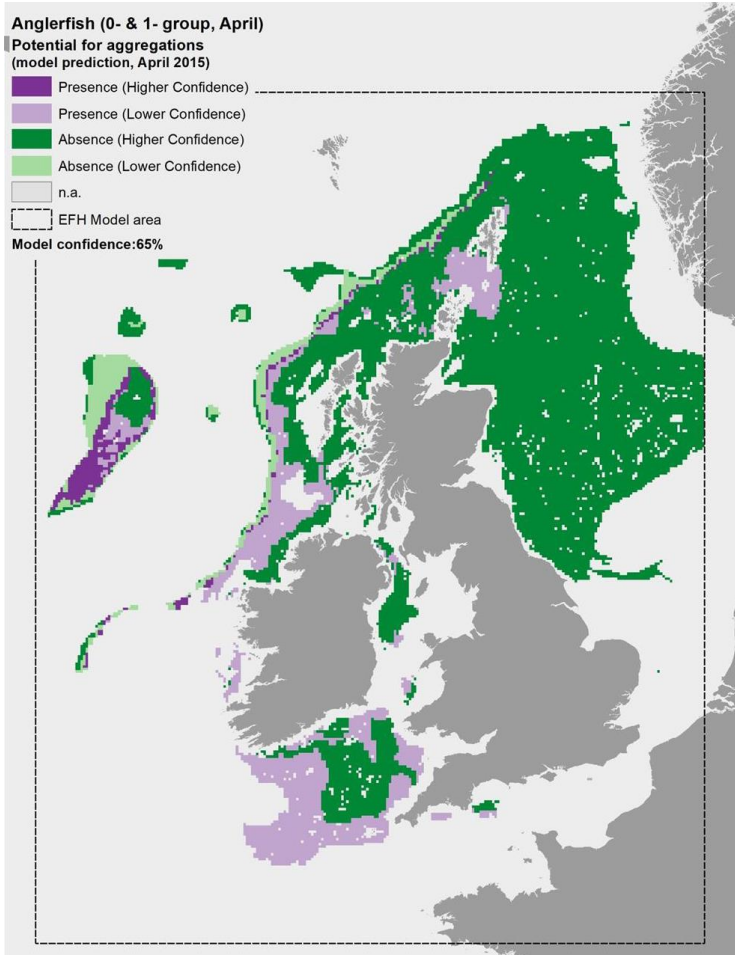 Anglerfish (0- & 1- group, April)
Potential for aggregations
(model prediction, April 2015)
Presence (Higher Confidence)
Presence (Lower Confidence)
Absence (Higher Confidence)
Absence (Lower Confidence)
n.a.
EFH Model area
Model confidence:65%